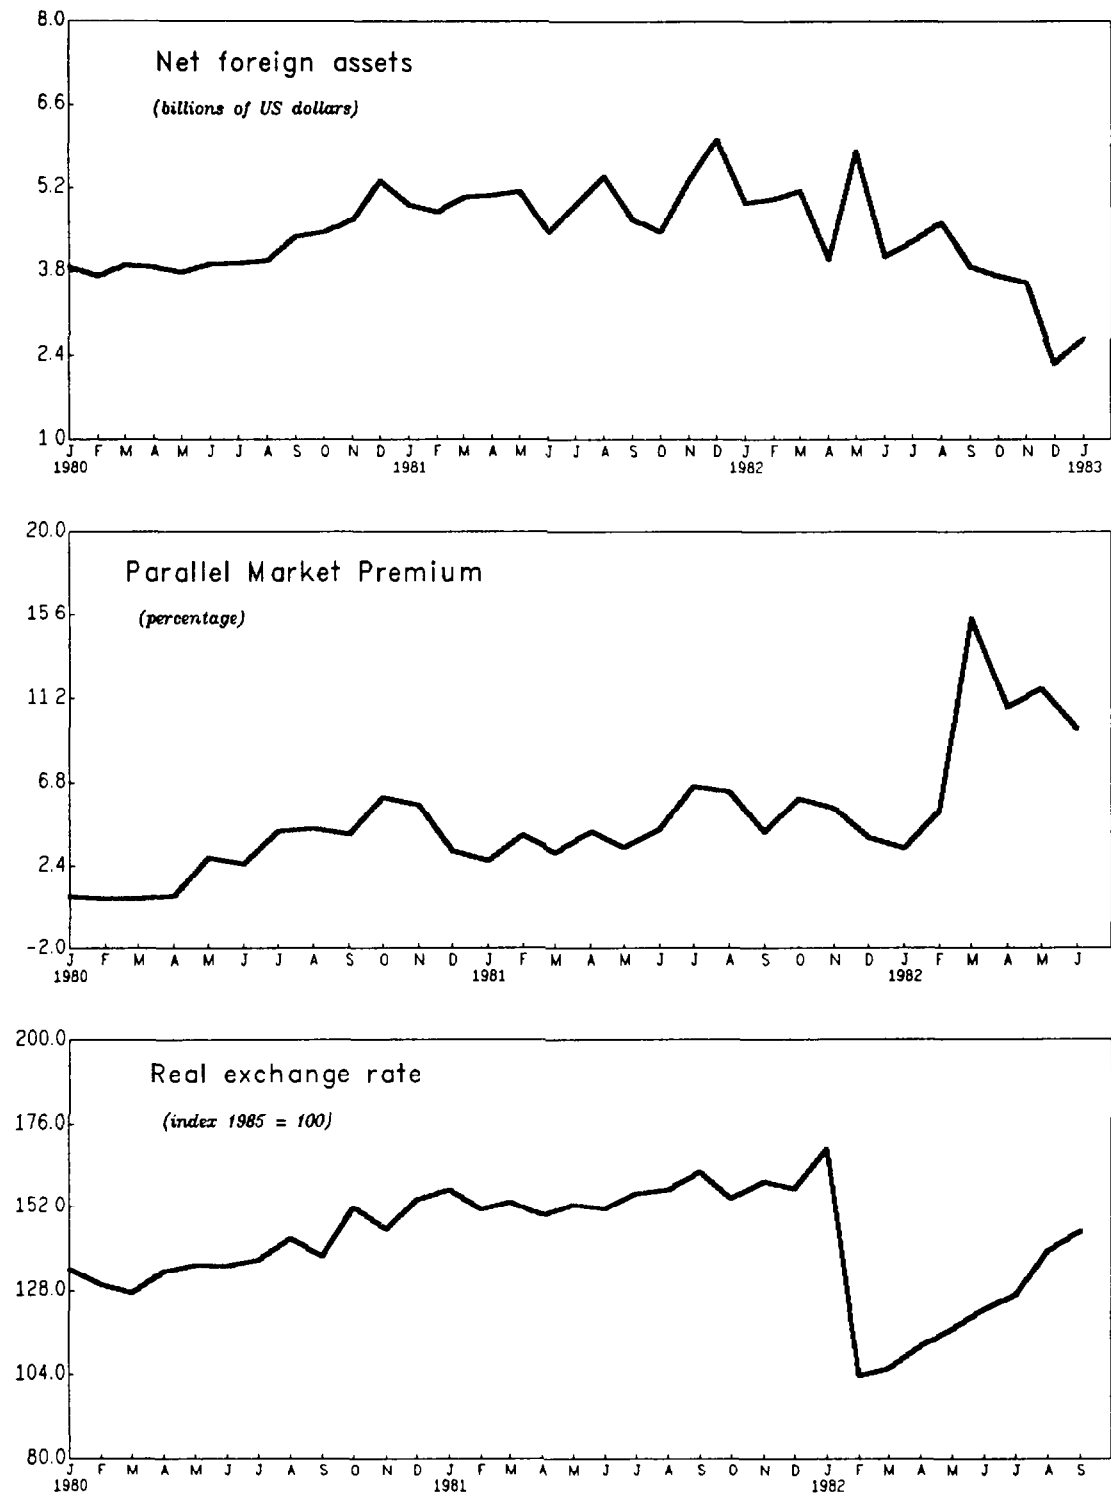 8.0
Net foreign assets
(billions of US dollars)
6.6
5.2
3.8
2.4
1.0
J F M A M J J A S O N D J F M A M J J A S O N D J F M A M J J A S O N D J
1980 1981 1982 1983
20.0
Parallel Market Premium
(percentage)
15.6
11.2
6.8
2.4
-2.0
J F M A M J J A S O N D J F M A M J J A S O N D J F M A M J
1980 1981 1982
200.0
Real exchange rate
(index 1985 = 100)
176.0
152.0
128.0
104.0
80.0
J F M A M J J A S O N D J F M A M J J A S O N D J F M A M J J A S
1980 1981 1982